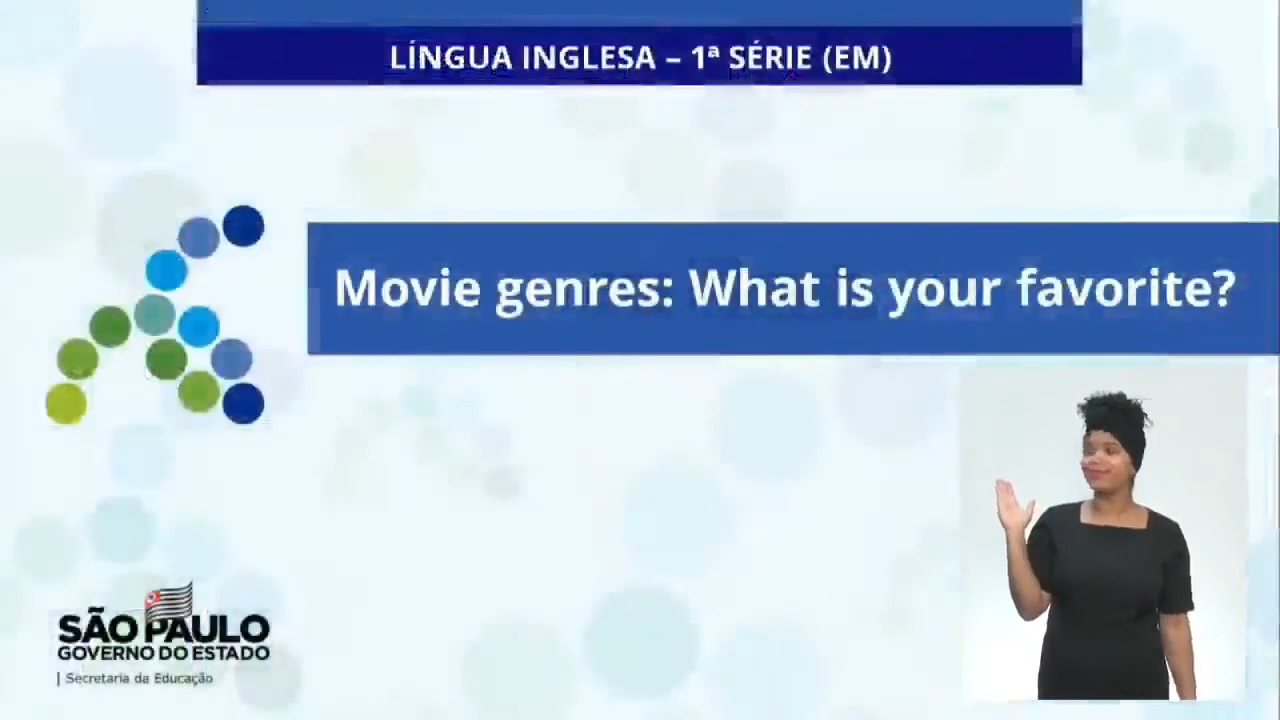 LÍNGUA INGLESA – 1ª SÉRIE (EM)
Movie genres: What is your favorite?
SÃO PAULO
GOVERNO DO ESTADO
| Secretaria da Educação